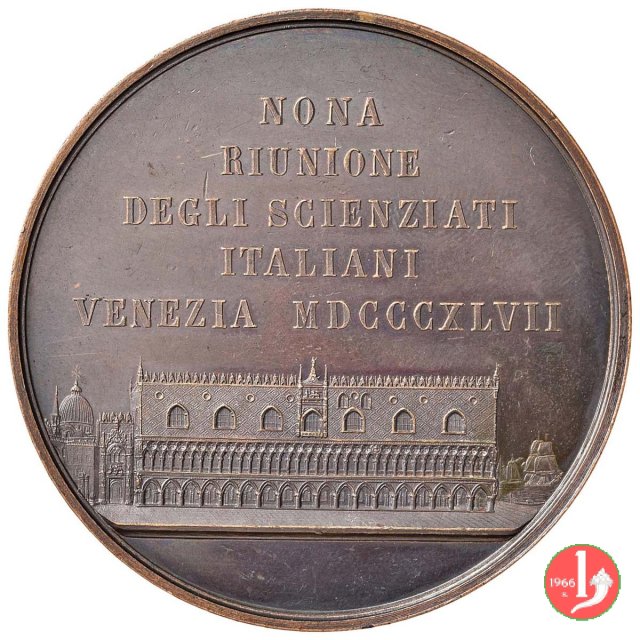 NONA
RIUNIONE
DEGLI SCIENZIATI
ITALIANI
VENEZIA MDCCCXLVII
1966
S.